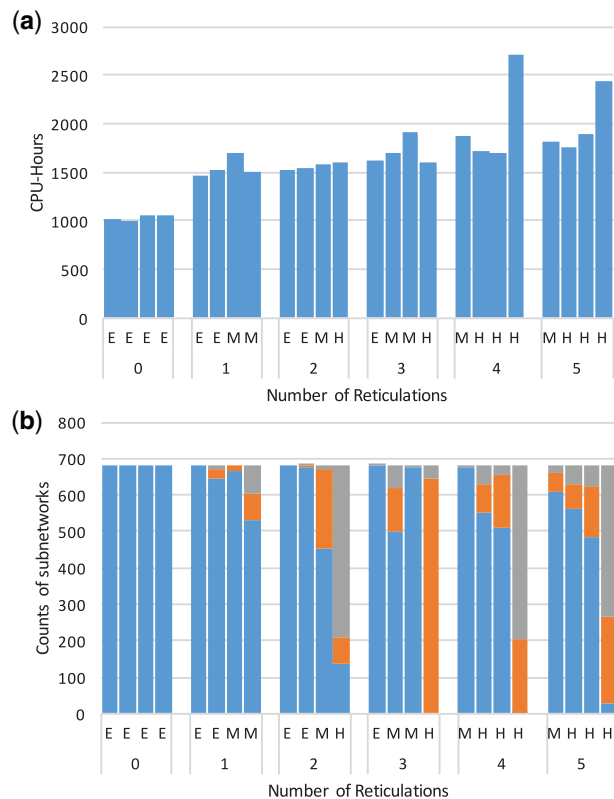 (a)
3000
2500
2000
1500
1000
500
0
CPU-Hours
E E E E E E M M E E M H E M M H M H H H M H H H
0 1 2 3 4 5
Number of Reticulations
(b)
800
700
600
500
400
300
200
100
0
Counts of subnetworks
E E E E E E M M E E M H E M M H M H H H M H H H
0 1 2 3 4 5
Number of Reticulations